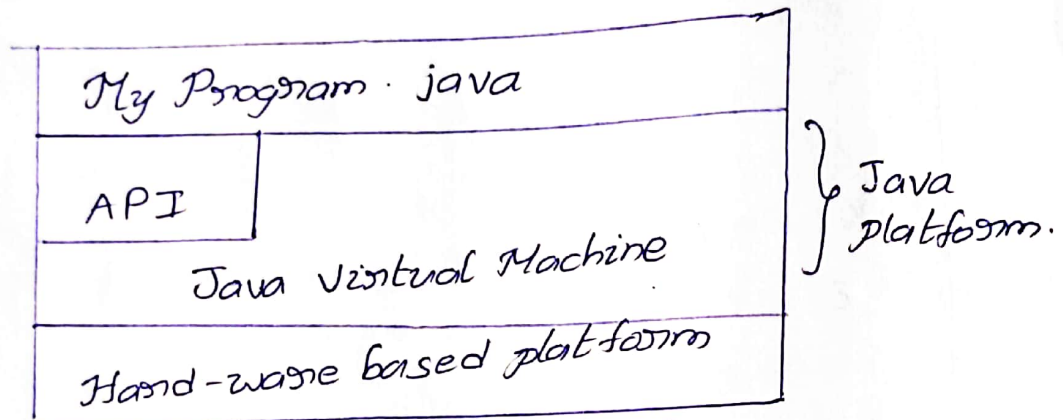 My Program. java
API
Java
platform.
Java Virtual Machine
Hard-ware based platform